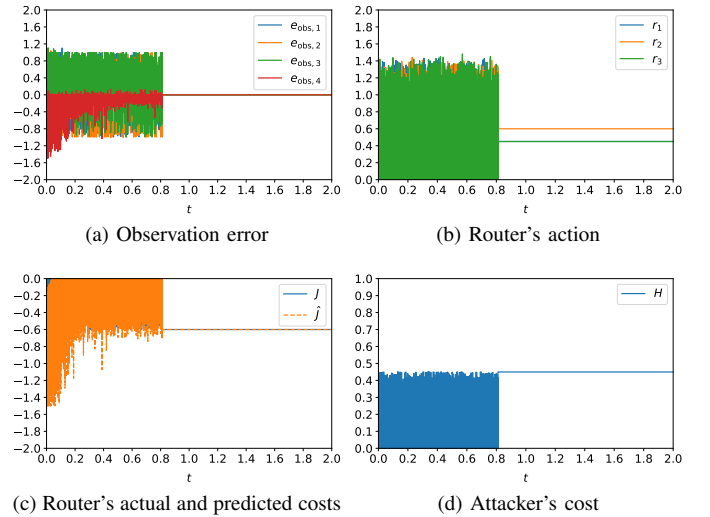 2.0
1.6
1.2
0.8
0.4
0.0
−0.4
−0.8
−1.2
−1.6
−2.0
0.0 0.2 0.4 0.6 0.8 1.0 1.2 1.4 1.6 1.8 2.0
t
e_obs, 1
e_obs, 2
e_obs, 3
e_obs, 4
(a) Observation error
2.0
1.8
1.6
1.4
1.2
1.0
0.8
0.6
0.4
0.2
0.0
0.0 0.2 0.4 0.6 0.8 1.0 1.2 1.4 1.6 1.8 2.0
t
r₁
r₂
r₃
(b) Router's action
0.0
−0.2
−0.4
−0.6
−0.8
−1.0
−1.2
−1.4
−1.6
−1.8
−2.0
0.0 0.2 0.4 0.6 0.8 1.0 1.2 1.4 1.6 1.8 2.0
t
J
Ĵ
(c) Router's actual and predicted costs
1.0
0.9
0.8
0.7
0.6
0.5
0.4
0.3
0.2
0.1
0.0
0.0 0.2 0.4 0.6 0.8 1.0 1.2 1.4 1.6 1.8 2.0
t
H
(d) Attacker's cost